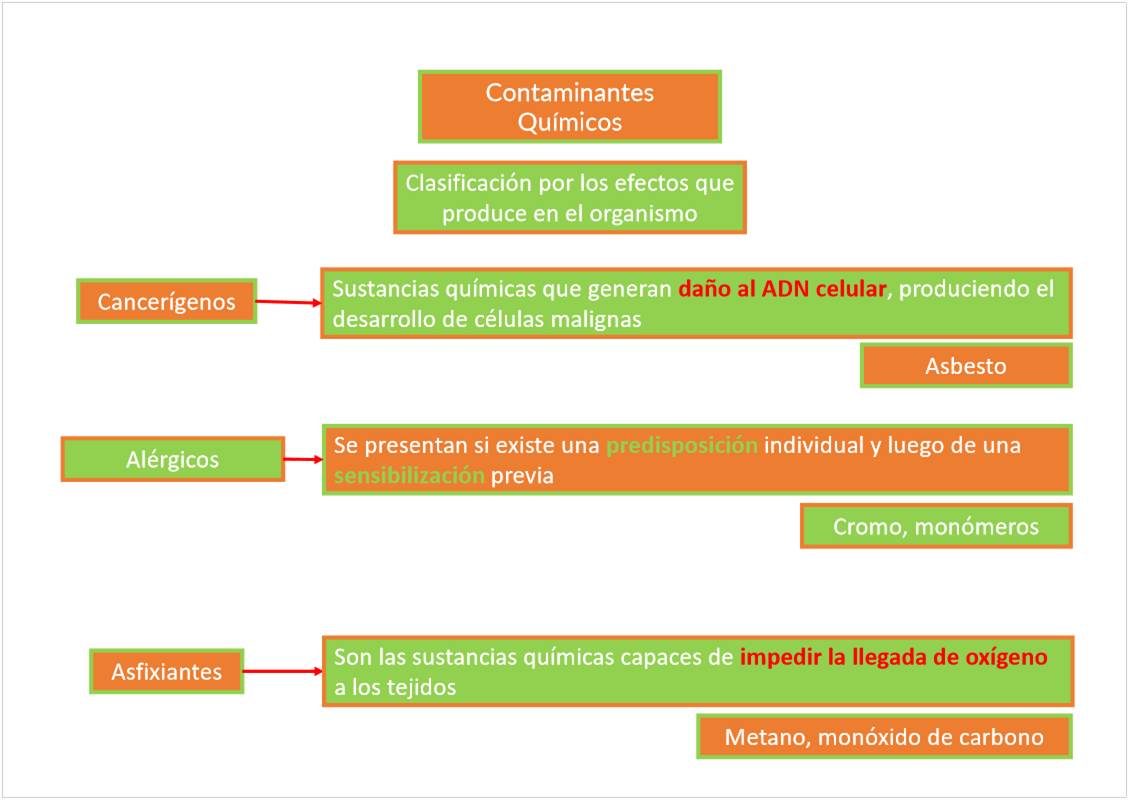 Contaminantes
Químicos
Clasificación por los efectos que
produce en el organismo
Cancerígenos
Sustancias químicas que generan daño al ADN celular, produciendo el
desarrollo de células malignas
Asbesto
Alérgicos
Se presentan si existe una predisposición individual y luego de una
sensibilización previa
Cromo, monómeros
Asfixiantes
Son las sustancias químicas capaces de impedir la llegada de oxígeno
a los tejidos
Metano, monóxido de carbono